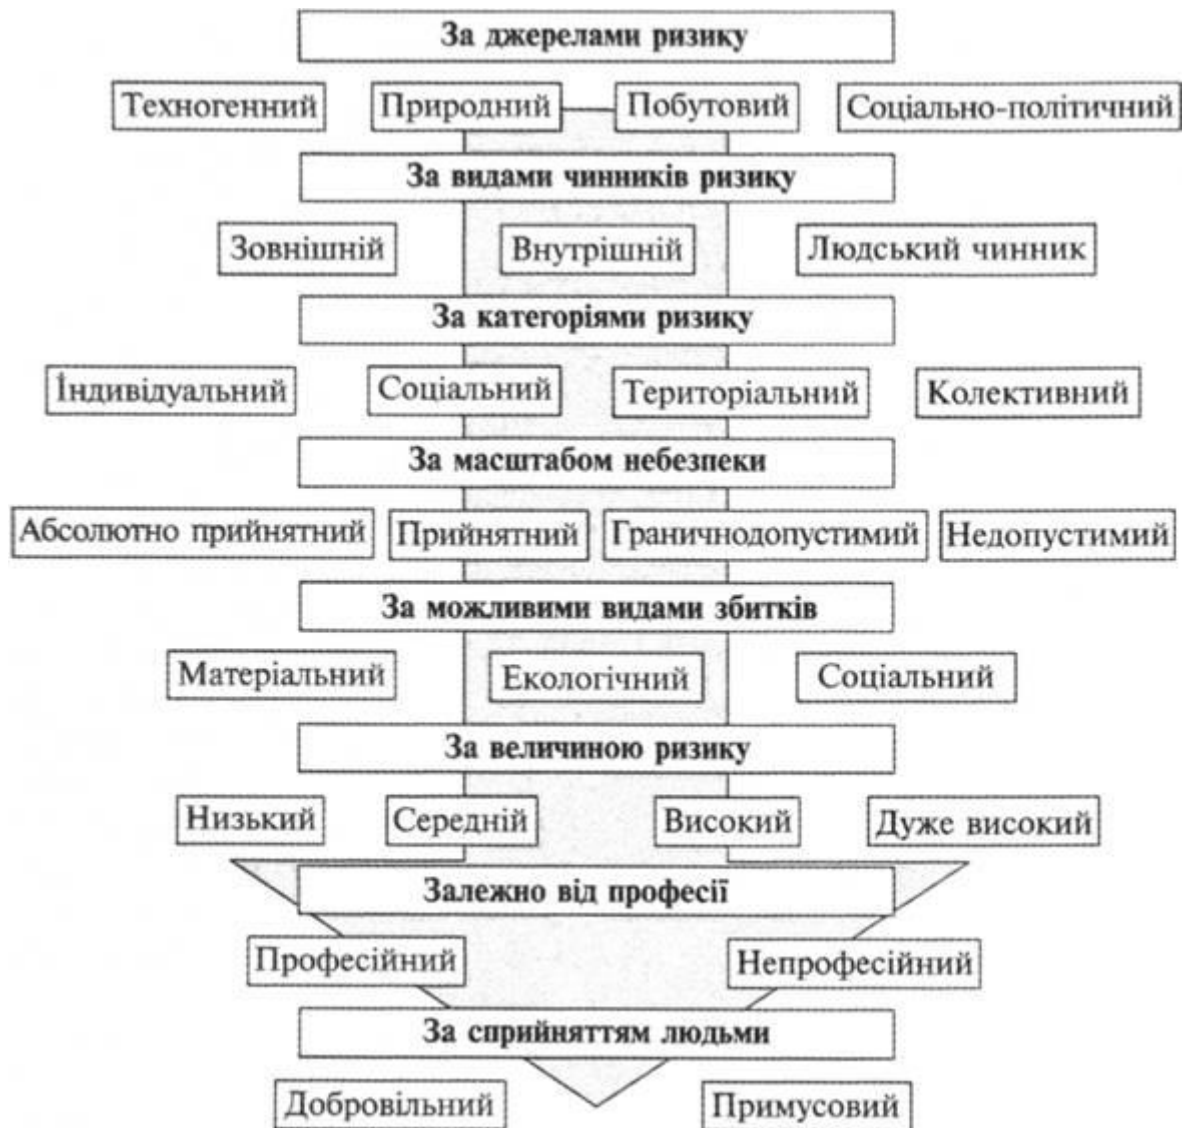 За джерелами ризику
Техногенний Природний Побутовий Соціально-політичний
За видами чинників ризику
Зовнішній Внутрішній Людський чинник
За категоріями ризику
Індивідуальний Соціальний Територіальний Колективний
За масштабом небезпеки
Абсолютно прийнятний Прийнятний Граничнодопустимий Недопустимий
За можливими видами збитків
Матеріальний Екологічний Соціальний
За величиною ризику
Низький Середній Високий Дуже високий
Залежно від професії
Професійний Непрофесійний
За сприйняттям людьми
Добровільний Примусовий